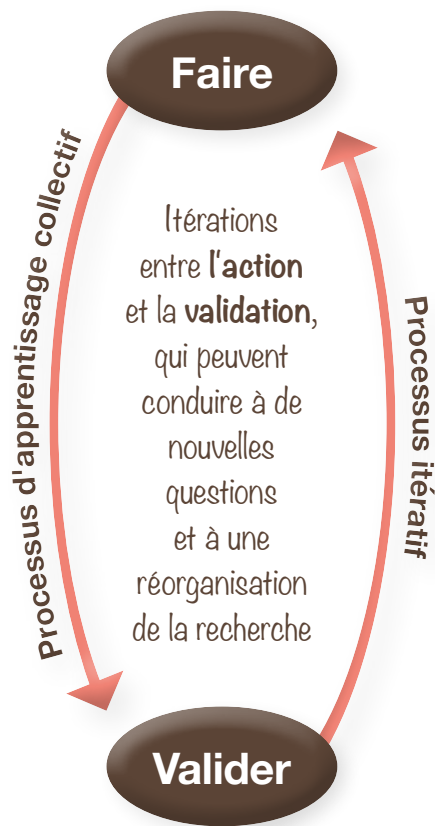 Faire
Processus d'apprentissage collectif
Itérations
entre l'action
et la validation,
qui peuvent
conduire à de
nouvelles
questions
et à une
réorganisation
de la recherche
Processus itératif
Valider